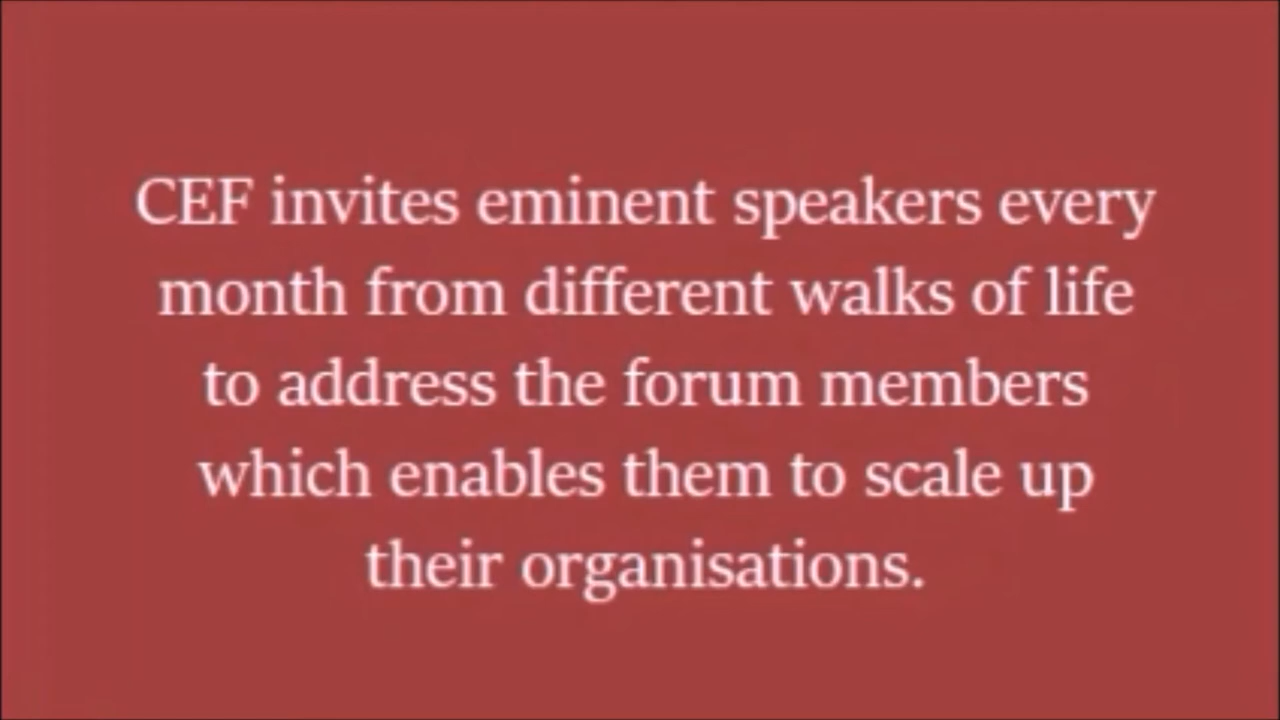 CEF invites eminent speakers every
month from different walks of life
to address the forum members
which enables them to scale up
their organisations.